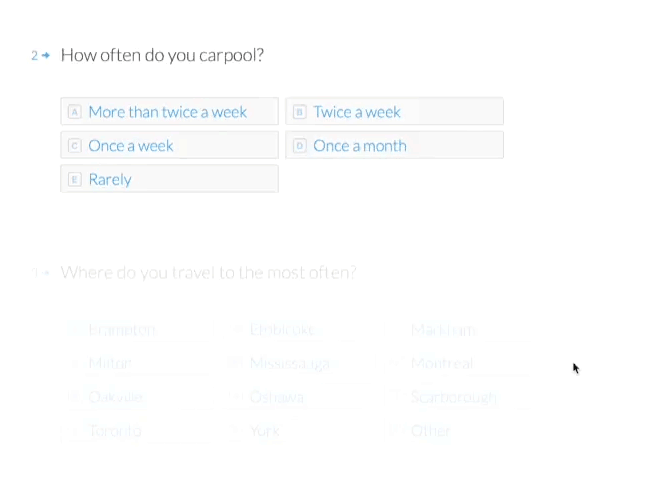 2 How often do you carpool?
A More than twice a week
B Twice a week
C Once a week
D Once a month
E Rarely
Where do you travel to the most often?
Brampton
Etobicoke
Markham
Milton
Mississauga
Montreal
Oakville
Oshawa
Scarborough
Toronto
York
Other